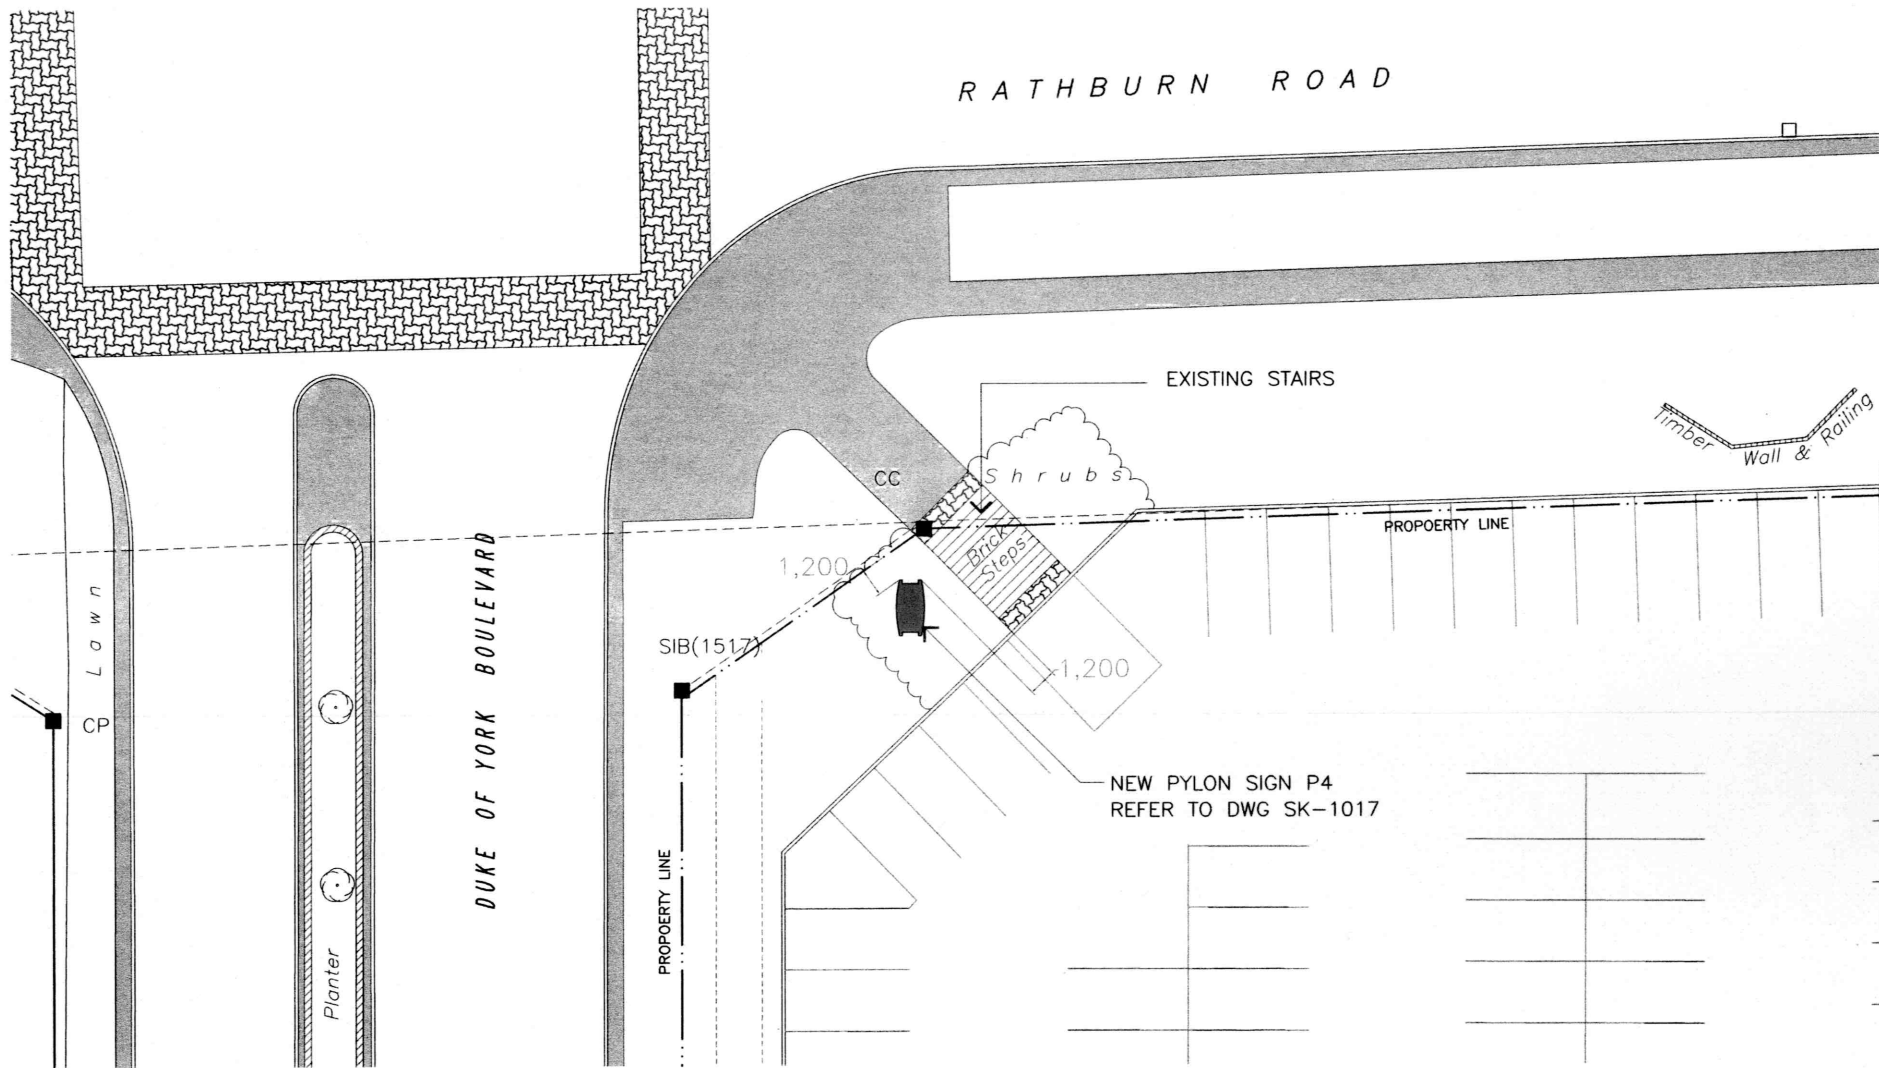 RATHBURN ROAD
EXISTING STAIRS
Timber
Wall &
Railing
Shrubs
CC
PROPOERTY LINE
Brick
Steps
1,200
Lawn
DUKE OF YORK BOULEVARD
SIB(1517)
1,200
CP
NEW PYLON SIGN P4
REFER TO DWG SK-1017
PROPOERTY LINE
Planter